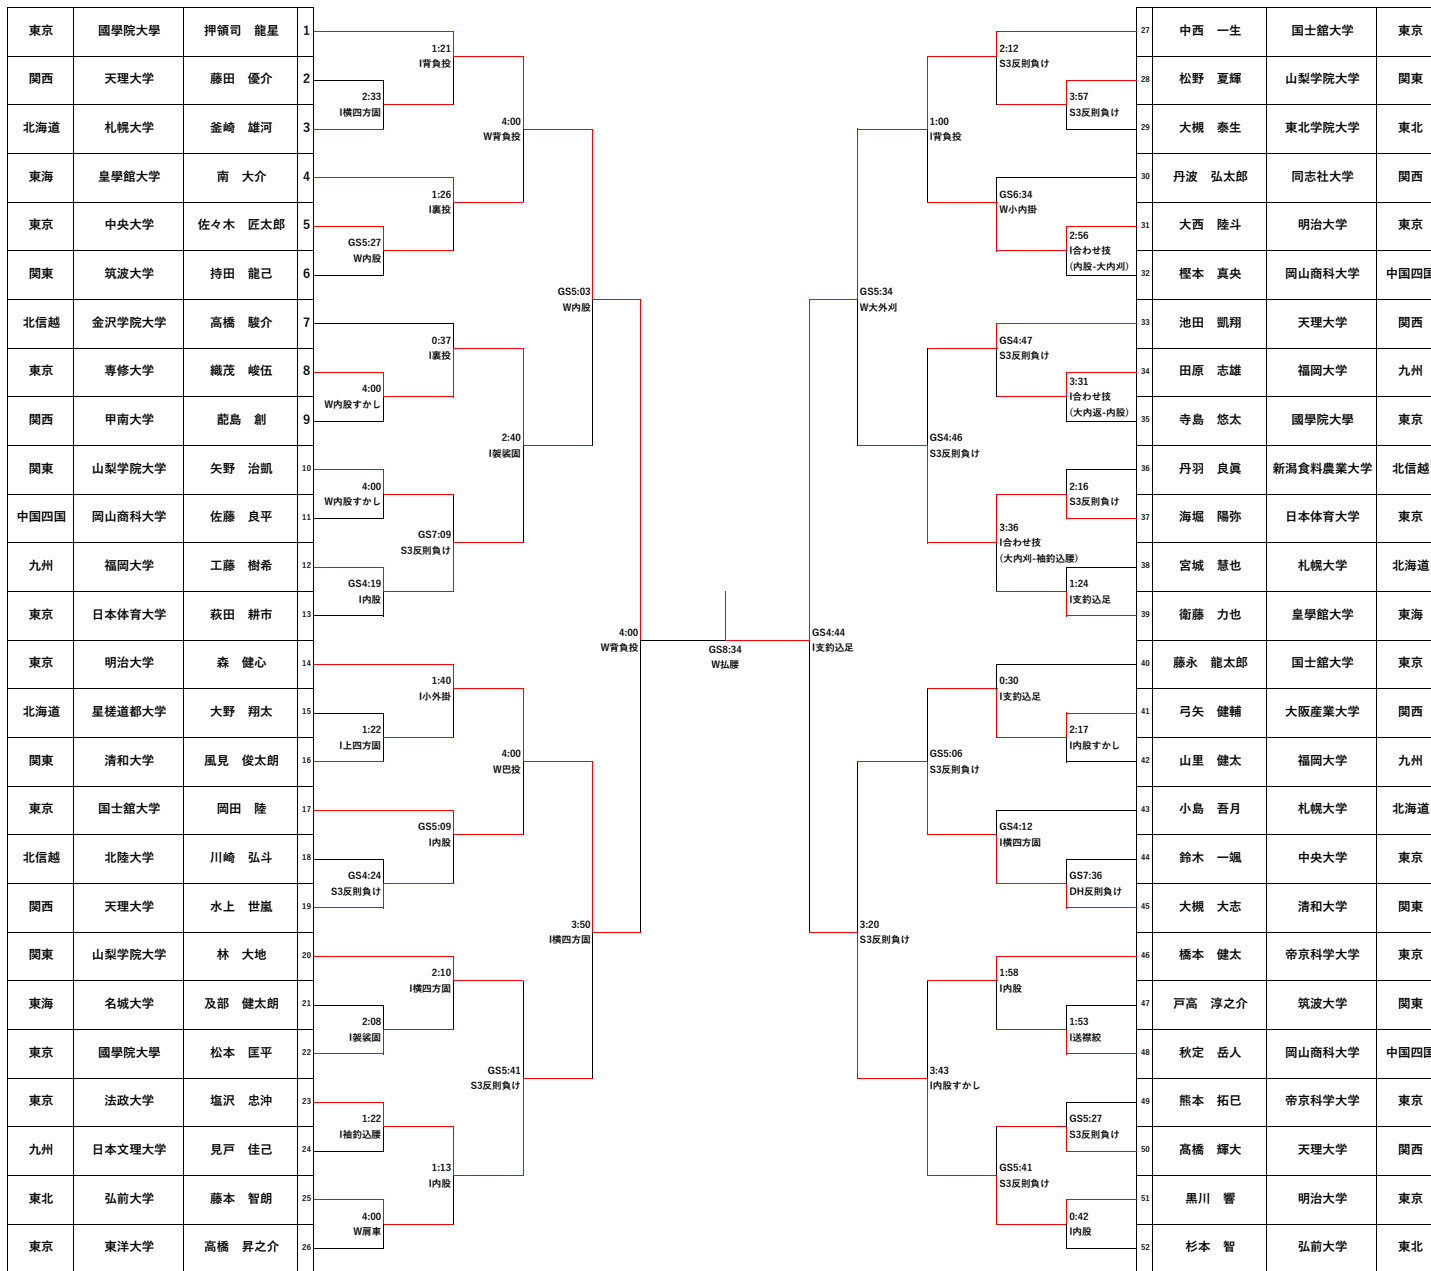 東京 國學院大學 押領司 龍星 1
関西 天理大学 藤田 優介 2
北海道 札幌大学 釜崎 雄河 3
東海 皇學館大学 南 大介 4
東京 中央大学 佐々木 匠太郎 5
関東 筑波大学 持田 龍己 6
北信越 金沢学院大学 高橋 駿介 7
東京 専修大学 織茂 峻伍 8
関西 甲南大学 蓜島 創 9
関東 山梨学院大学 矢野 治凱 10
中国四国 岡山商科大学 佐藤 良平 11
九州 福岡大学 工藤 樹希 12
東京 日本体育大学 萩田 耕市 13
東京 明治大学 森 健心 14
北海道 星槎道都大学 大野 翔太 15
関東 清和大学 風見 俊太朗 16
東京 国士舘大学 岡田 陸 17
北信越 北陸大学 川崎 弘斗 18
関西 天理大学 水上 世嵐 19
関東 山梨学院大学 林 大地 20
東海 名城大学 及部 健太朗 21
東京 國學院大學 松本 匡平 22
東京 法政大学 塩沢 忠沖 23
九州 日本文理大学 見戸 佳己 24
東北 弘前大学 藤本 智朗 25
東京 東洋大学 高橋 昇之介 26
2:33
I横四方固
GS5:27
W内股
4:00
W内股すかし
4:00
W内股すかし
GS4:19
I内股
1:22
I上四方固
GS4:24
S3反則負け
2:08
I袈裟固
1:22
I袖釣込腰
4:00
W肩車
1:21
I背負投
1:26
I裏投
0:37
I裏投
GS7:09
S3反則負け
1:40
I小外掛
GS5:09
I内股
2:10
I横四方固
1:13
I内股
4:00
W背負投
2:40
I袈裟固
4:00
W巴投
GS5:41
S3反則負け
GS5:03
W内股
3:50
I横四方固
4:00
W背負投
GS8:34
W払腰
GS4:44
I支釣込足
GS5:34
W大外刈
3:20
S3反則負け
1:00
I背負投
GS4:46
S3反則負け
GS5:06
S3反則負け
3:43
I内股すかし
2:12
S3反則負け
GS6:34
W小内掛
GS4:47
S3反則負け
3:36
I合わせ技
(大内刈-袖釣込腰)
0:30
I支釣込足
GS4:12
I横四方固
1:58
I内股
GS5:41
S3反則負け
3:57
S3反則負け
2:56
I合わせ技
(内股-大内刈)
3:31
I合わせ技
(大内返-内股)
2:16
S3反則負け
1:24
I支釣込足
2:17
I内股すかし
GS7:36
DH反則負け
1:53
I送襟絞
GS5:27
S3反則負け
0:42
I内股
27 中西 一生 国士舘大学 東京
28 松野 夏輝 山梨学院大学 関東
29 大槻 泰生 東北学院大学 東北
30 丹波 弘太郎 同志社大学 関西
31 大西 陸斗 明治大学 東京
32 樫本 真央 岡山商科大学 中国四国
33 池田 凱翔 天理大学 関西
34 田原 志雄 福岡大学 九州
35 寺島 悠太 國學院大學 東京
36 丹羽 良眞 新潟食料農業大学 北信越
37 海堀 陽弥 日本体育大学 東京
38 宮城 慧也 札幌大学 北海道
39 衛藤 力也 皇學館大学 東海
40 藤永 龍太郎 国士舘大学 東京
41 弓矢 健輔 大阪産業大学 関西
42 山里 健太 福岡大学 九州
43 小島 吾月 札幌大学 北海道
44 鈴木 一颯 中央大学 東京
45 大槻 大志 清和大学 関東
46 橋本 健太 帝京科学大学 東京
47 戸高 淳之介 筑波大学 関東
48 秋定 岳人 岡山商科大学 中国四国
49 熊本 拓巳 帝京科学大学 東京
50 髙橋 輝大 天理大学 関西
51 黒川 響 明治大学 東京
52 杉本 智 弘前大学 東北